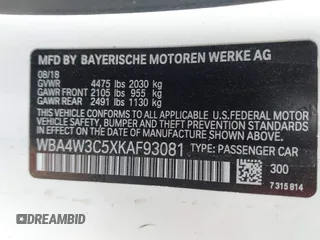 MFD BY BAYERISCHE MOTOREN WERKE AG
08/18
GVWR 4475 lbs 2030 kg
GAWR FRONT 2105 lbs 955 kg
GAWR REAR 2491 lbs 1130 kg
THIS VEHICLE CONFORMS TO ALL APPLICABLE U.S. FEDERAL MOTOR
VEHICLE SAFETY, BUMPER, AND THEFT PREVENTION STANDARDS
IN EFFECT ON THE DATE OF MANUFACTURE SHOWN ABOVE.
WBA4W3C5XKAF93081 TYPE: PASSENGER CAR
300
7 315 814
© DEALERSHIP.COM